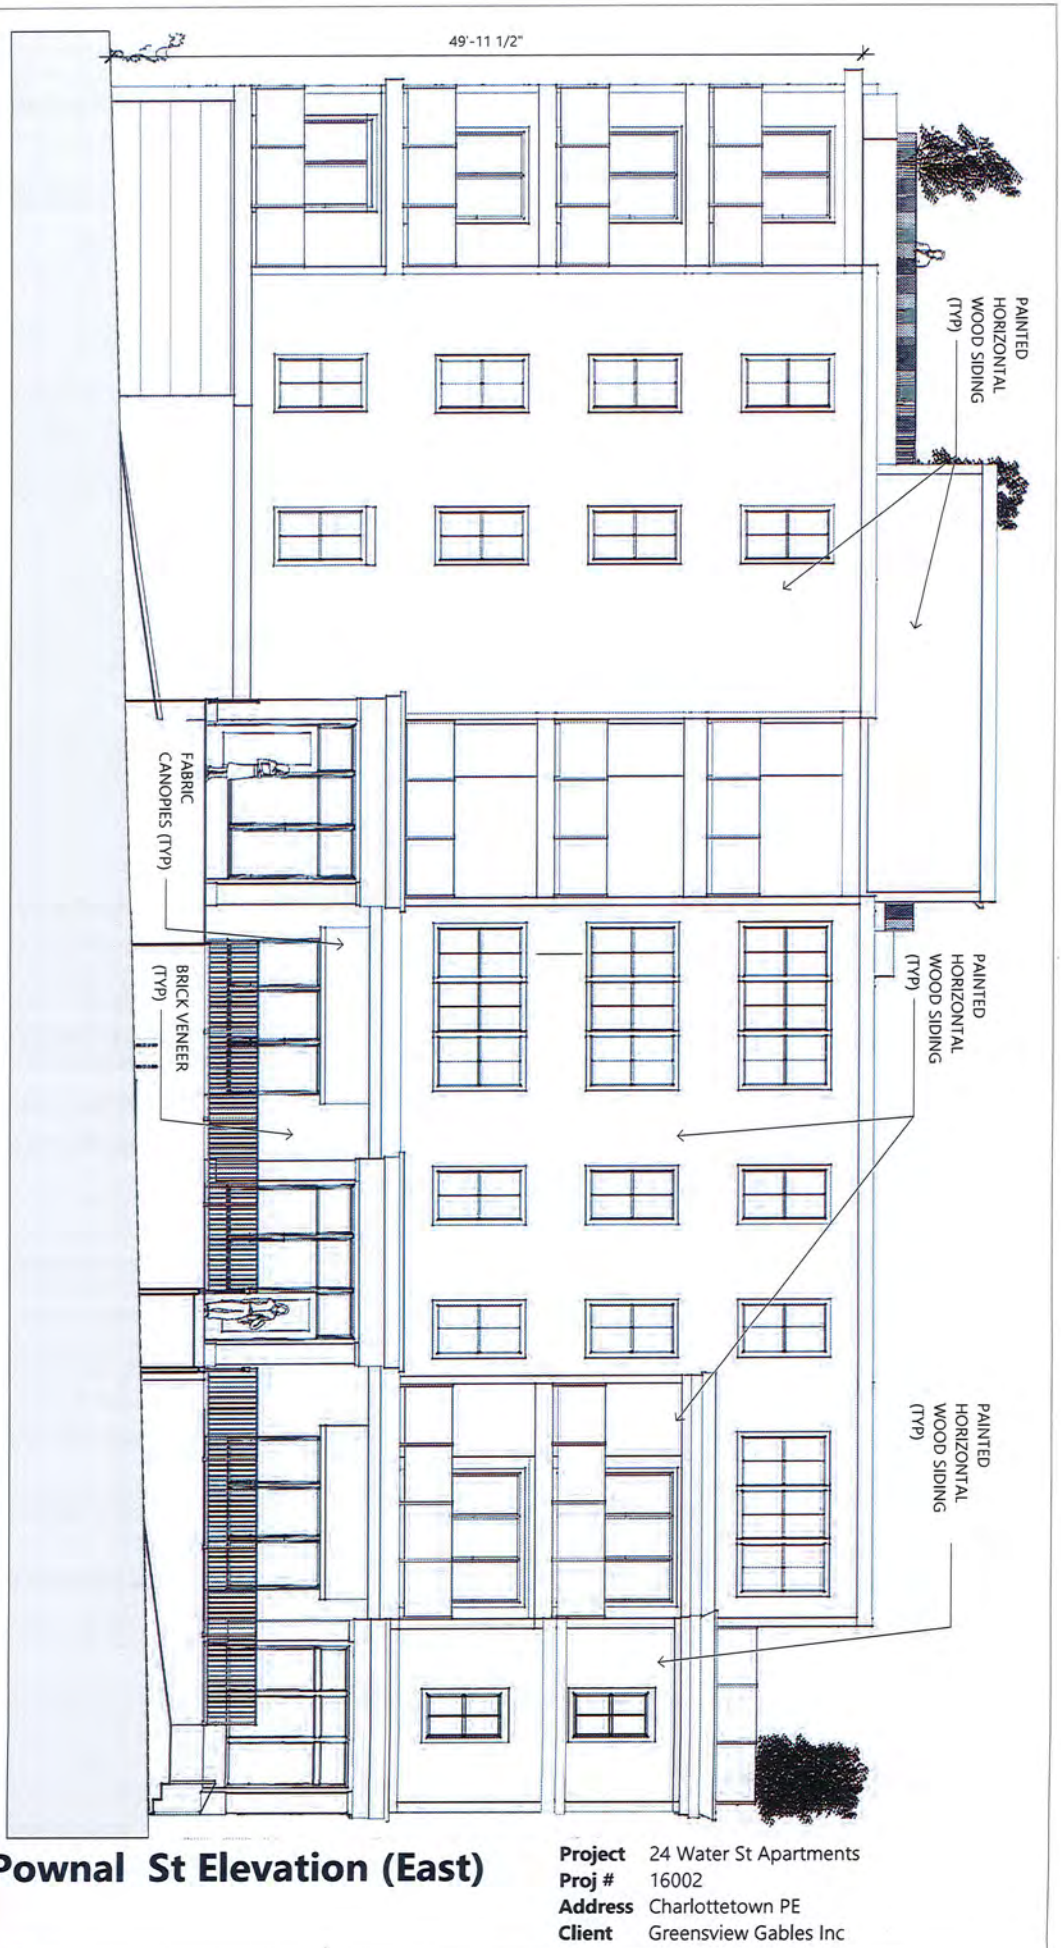 49'-11 1/2"
PAINTED
HORIZONTAL
WOOD SIDING
(TYP)
FABRIC
CANOPIES (TYP)
BRICK VENEER
(TYP)
PAINTED
HORIZONTAL
WOOD SIDING
(TYP)
PAINTED
HORIZONTAL
WOOD SIDING
(TYP)
Pownal St Elevation (East)
Project 24 Water St Apartments
Proj # 16002
Address Charlottetown PE
Client Greensview Gables Inc